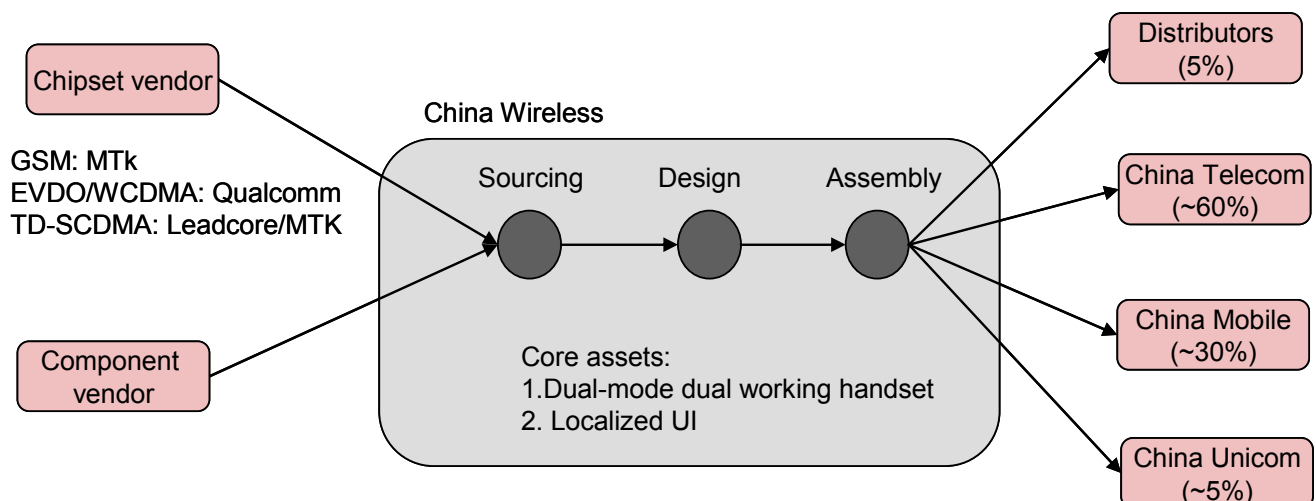 Chipset vendor
GSM: MTk
EVDO/WCDMA: Qualcomm
TD-SCDMA: Leadcore/MTK
Component
vendor
China Wireless
Sourcing
Design
Assembly
Core assets:
1.Dual-mode dual working handset
2. Localized UI
Distributors
(5%)
China Telecom
(~60%)
China Mobile
(~30%)
China Unicom
(~5%)